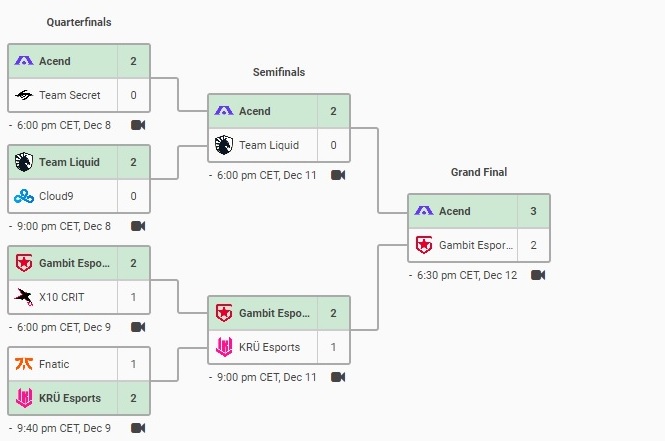 Quarterfinals
Acend 2
Team Secret 0
- 6:00 pm CET, Dec 8
Team Liquid 2
Cloud9 0
- 9:00 pm CET, Dec 8
Gambit Espo... 2
X10 CRIT 1
- 6:00 pm CET, Dec 9
Fnatic 1
KRÜ Esports 2
- 9:40 pm CET, Dec 9
Semifinals
Acend 2
Team Liquid 0
- 6:00 pm CET, Dec 11
Gambit Espo... 2
KRÜ Esports 1
- 9:00 pm CET, Dec 11
Grand Final
Acend 3
Gambit Espor... 2
- 6:30 pm CET, Dec 12